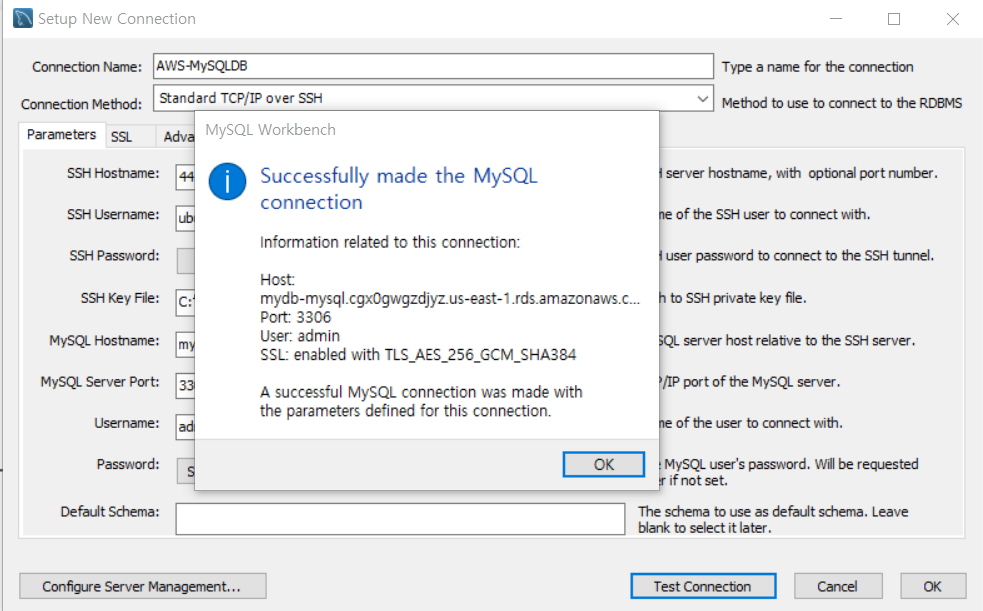 Setup New Connection
Connection Name: AWS-MySQLDB Type a name for the connection
Connection Method: Standard TCP/IP over SSH Method to use to connect to the RDBMS
Parameters SSL Adva
MySQL Workbench
Successfully made the MySQL
connection
Information related to this connection:
Host:
mydb-mysql.cgx0gwgzdjyz.us-east-1.rds.amazonaws.c...
Port: 3306
User: admin
SSL: enabled with TLS_AES_256_GCM_SHA384
A successful MySQL connection was made with
the parameters defined for this connection.
OK
SSH Hostname: 44 server hostname, with optional port number.
SSH Username: ub me of the SSH user to connect with.
SSH Password: user password to connect to the SSH tunnel.
SSH Key File: C: h to SSH private key file.
MySQL Hostname: my SQL server host relative to the SSH server.
MySQL Server Port: 330 P/IP port of the MySQL server.
Username: adi me of the user to connect with.
Password: S MySQL user's password. Will be requested
r if not set.
Default Schema: The schema to use as default schema. Leave
blank to select it later.
Configure Server Management... Test Connection Cancel OK